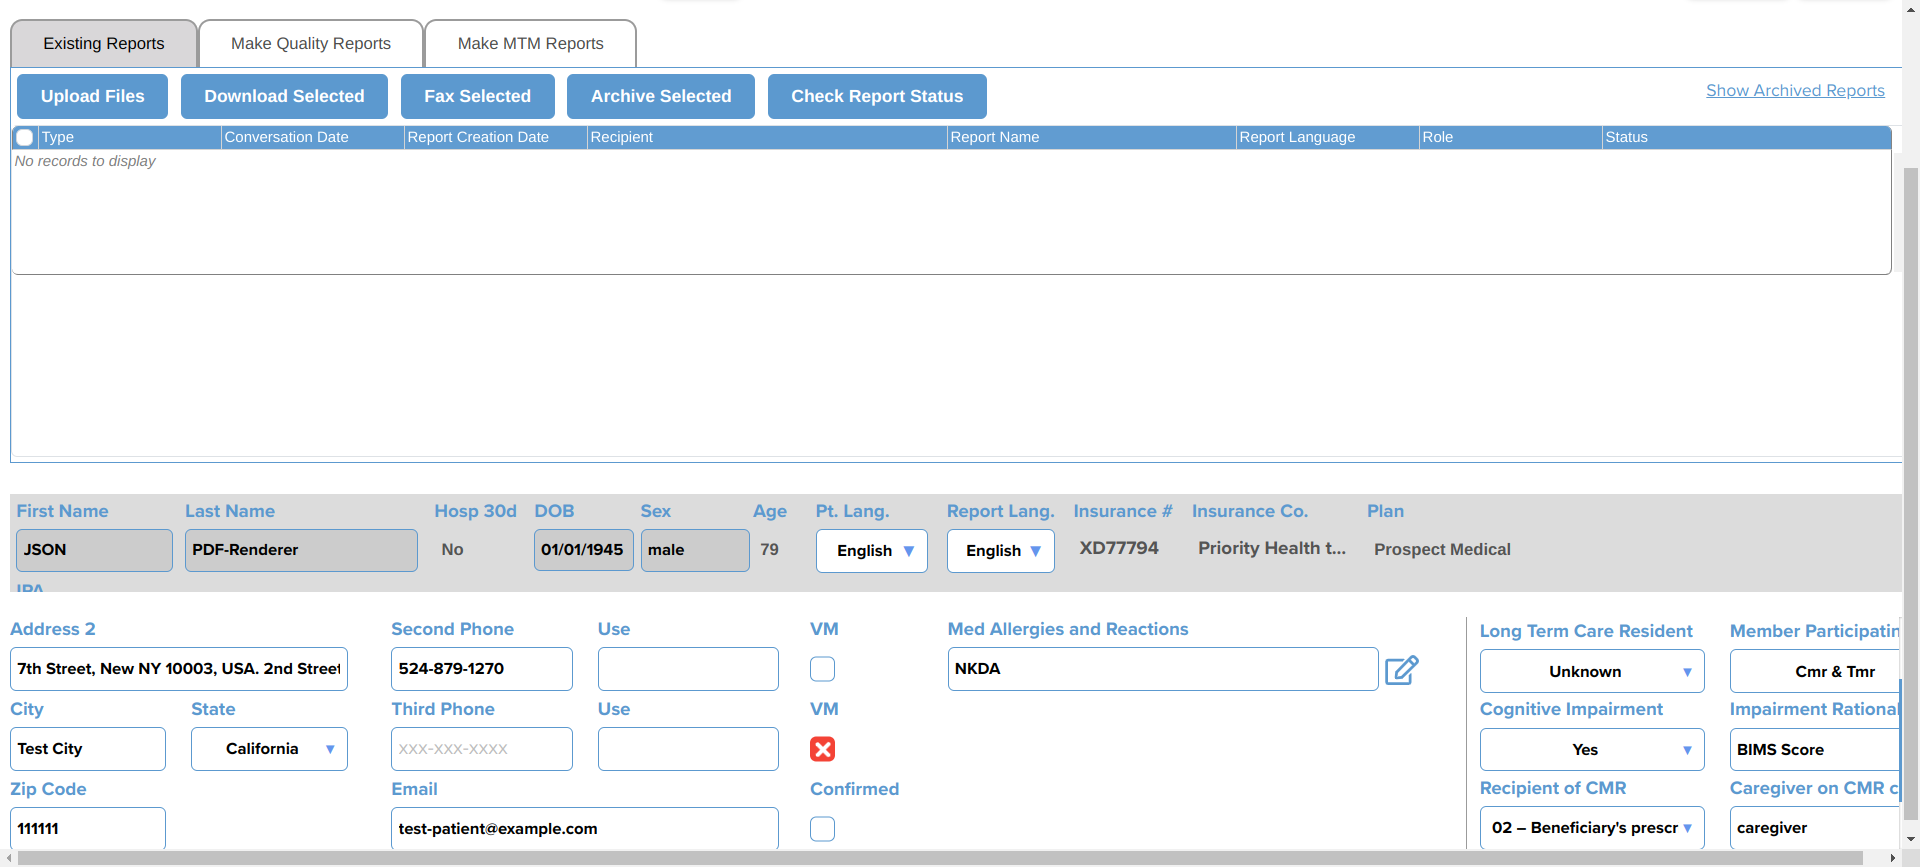 Existing Reports Make Quality Reports Make MTM Reports
Upload Files Download Selected Fax Selected Archive Selected Check Report Status Show Archived Reports
Type Conversation Date Report Creation Date Recipient Report Name Report Language Role Status
No records to display
First Name Last Name Hosp 30d DOB Sex Age Pt. Lang. Report Lang. Insurance # Insurance Co. Plan
JSON PDF-Renderer No 01/01/1945 male 79 English English XD77794 Priority Health t... Prospect Medical
IPA
Address 2 Second Phone Use VM Med Allergies and Reactions Long Term Care Resident Member Participatin
7th Street, New NY 10003, USA. 2nd Street 524-879-1270 NKDA Unknown Cmr & Tmr
City State Third Phone Use VM Cognitive Impairment Impairment Rational
Test City California xxx-xxx-xxxx Yes BIMS Score
Zip Code Email Confirmed Recipient of CMR Caregiver on CMR c
111111 test-patient@example.com 02 – Beneficiary's prescr caregiver